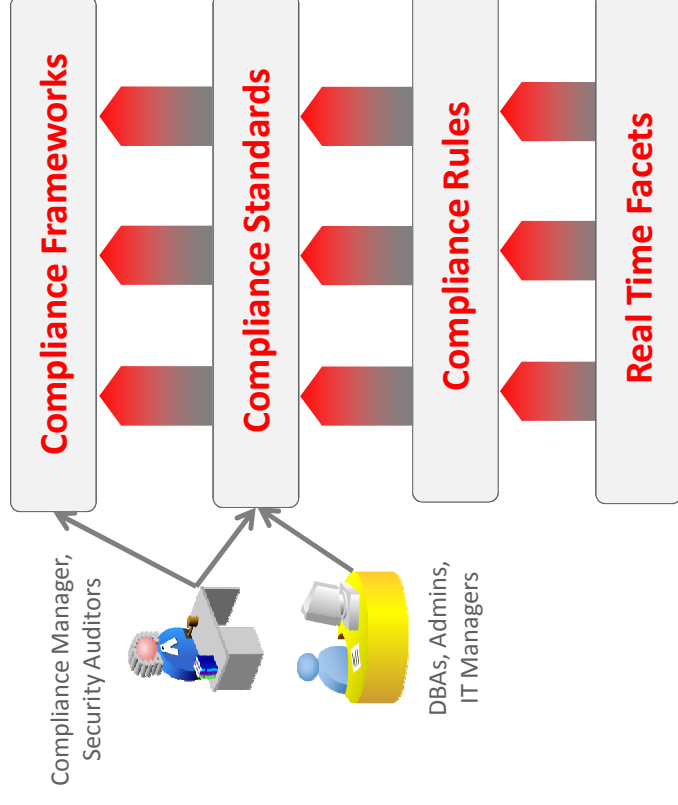 Compliance Frameworks
Compliance Standards
Compliance Rules
Real Time Facets
Compliance Manager,
Security Auditors
DBAs, Admins,
IT Managers